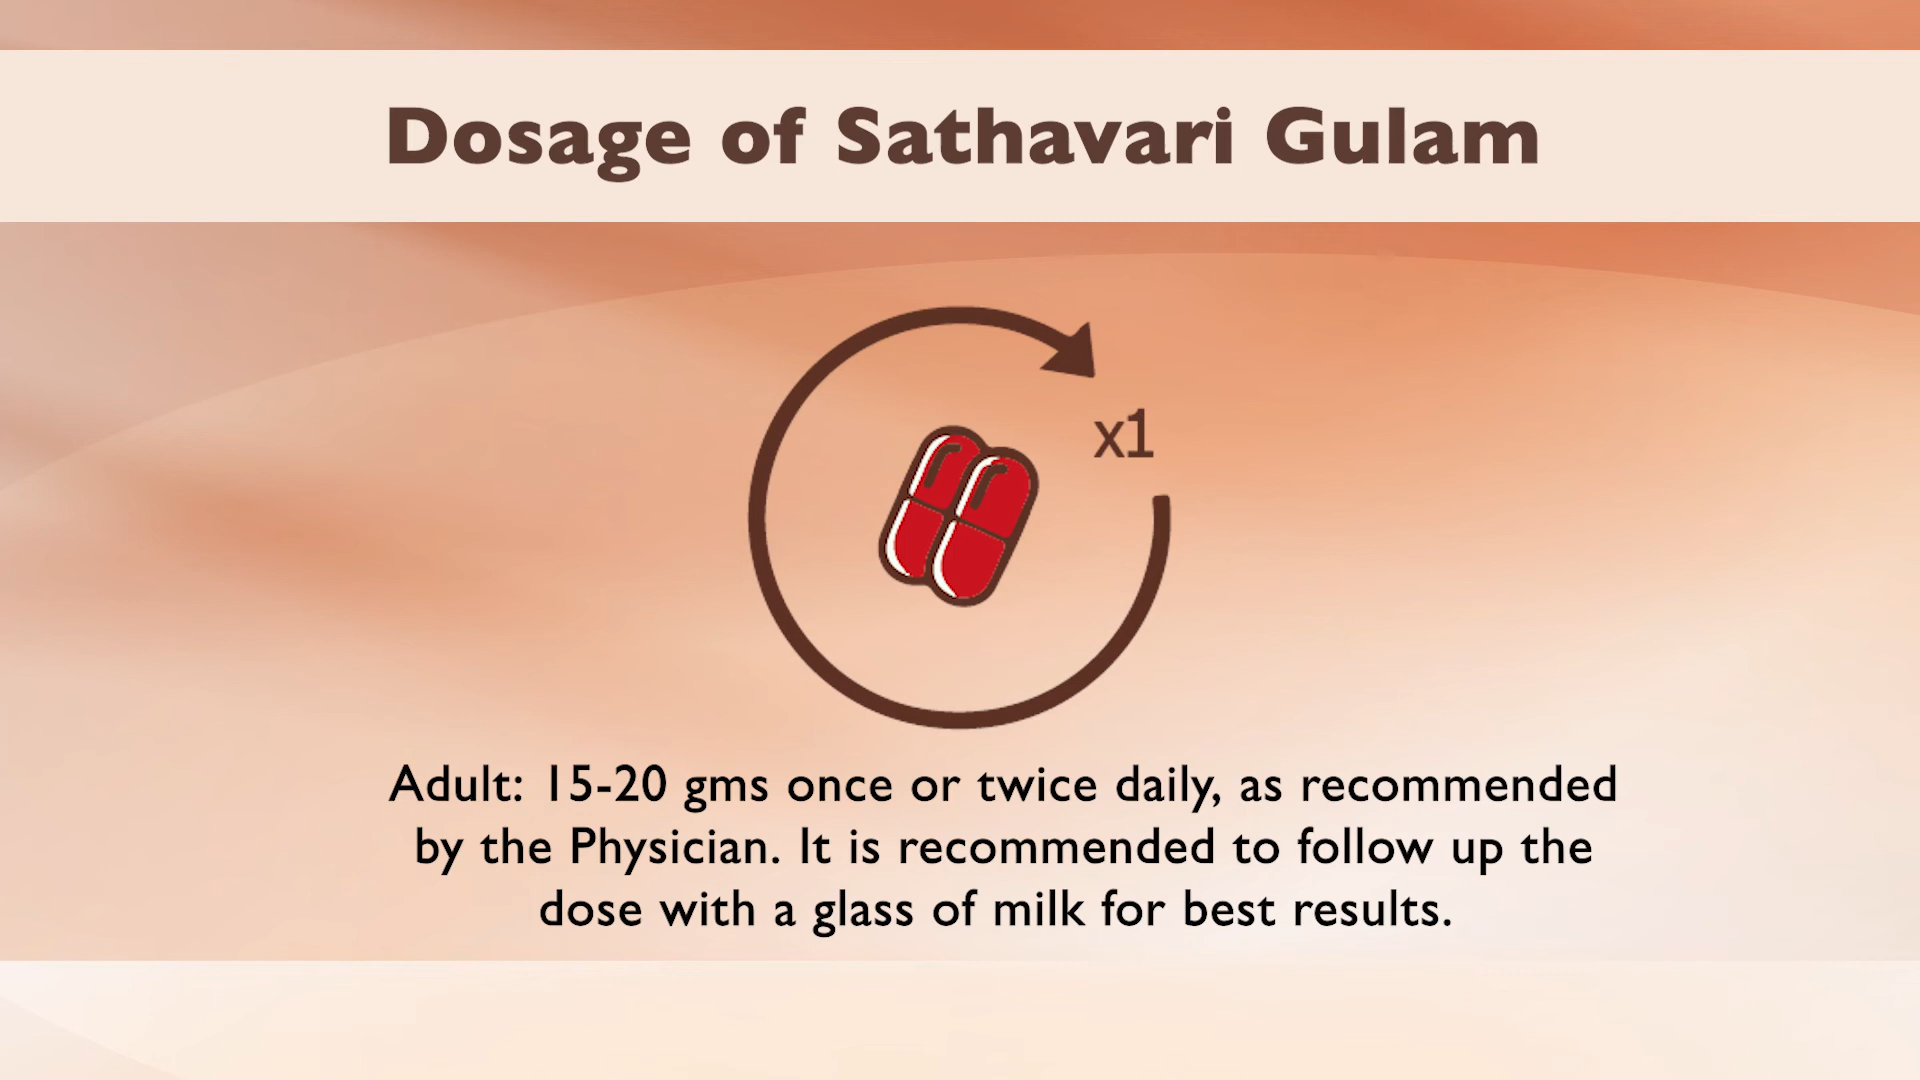 Dosage of Sathavari Gulam
x1
Adult: 15-20 gms once or twice daily, as recommended
by the Physician. It is recommended to follow up the
dose with a glass of milk for best results.